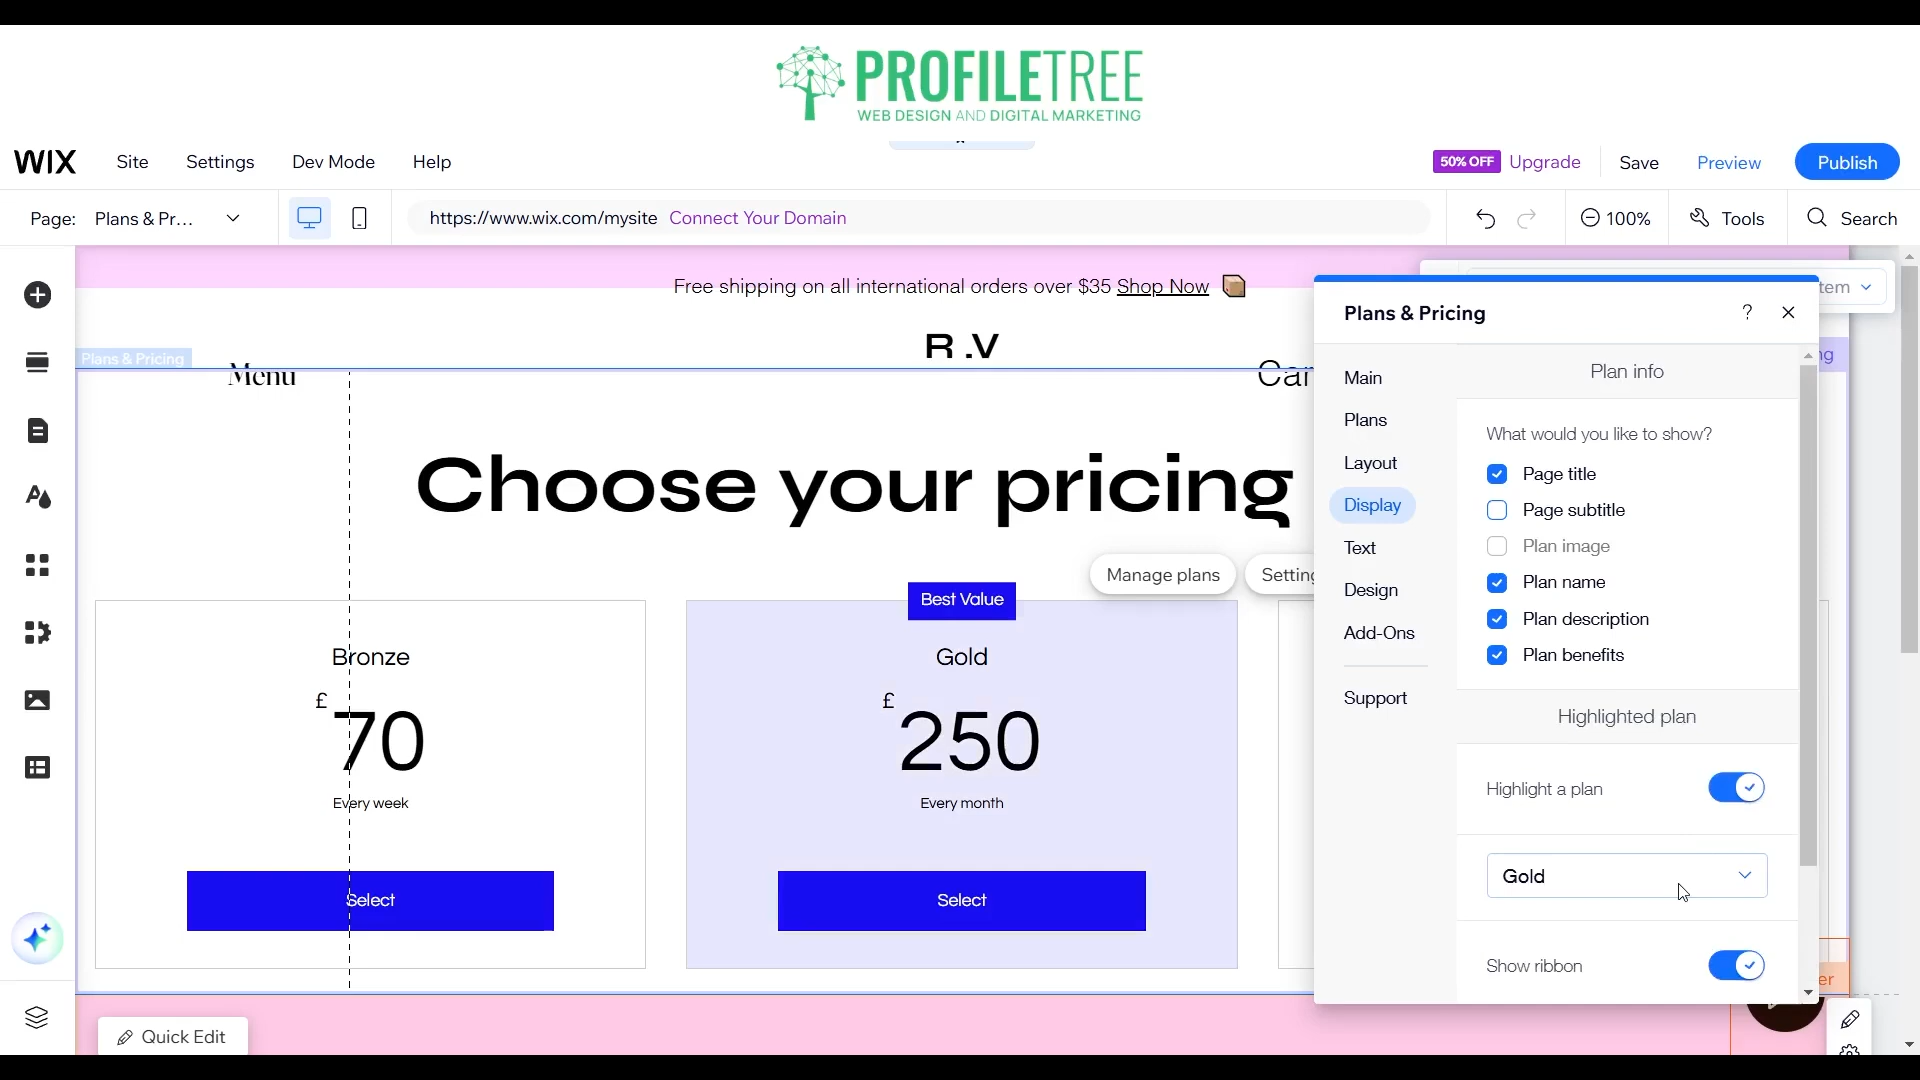 PROFILETREE
WEB DESIGN AND DIGITAL MARKETING
WIX Site Settings Dev Mode Help 50% OFF Upgrade Save Preview Publish
Page: Plans & Pr... https://www.wix.com/mysite Connect Your Domain 100% Tools Search
Free shipping on all international orders over $35 Shop Now
Plans & Pricing
Menu
Choose your pricing
Manage plans
Best Value
Bronze
£
70
Every week
Select
Gold
£
250
Every month
Select
Quick Edit
Plans & Pricing ?
Main
Plans
Layout
Display
Text
Design
Add-Ons
Support
Plan info
What would you like to show?
Page title
Page subtitle
Plan image
Plan name
Plan description
Plan benefits
Highlighted plan
Highlight a plan
Gold
Show ribbon